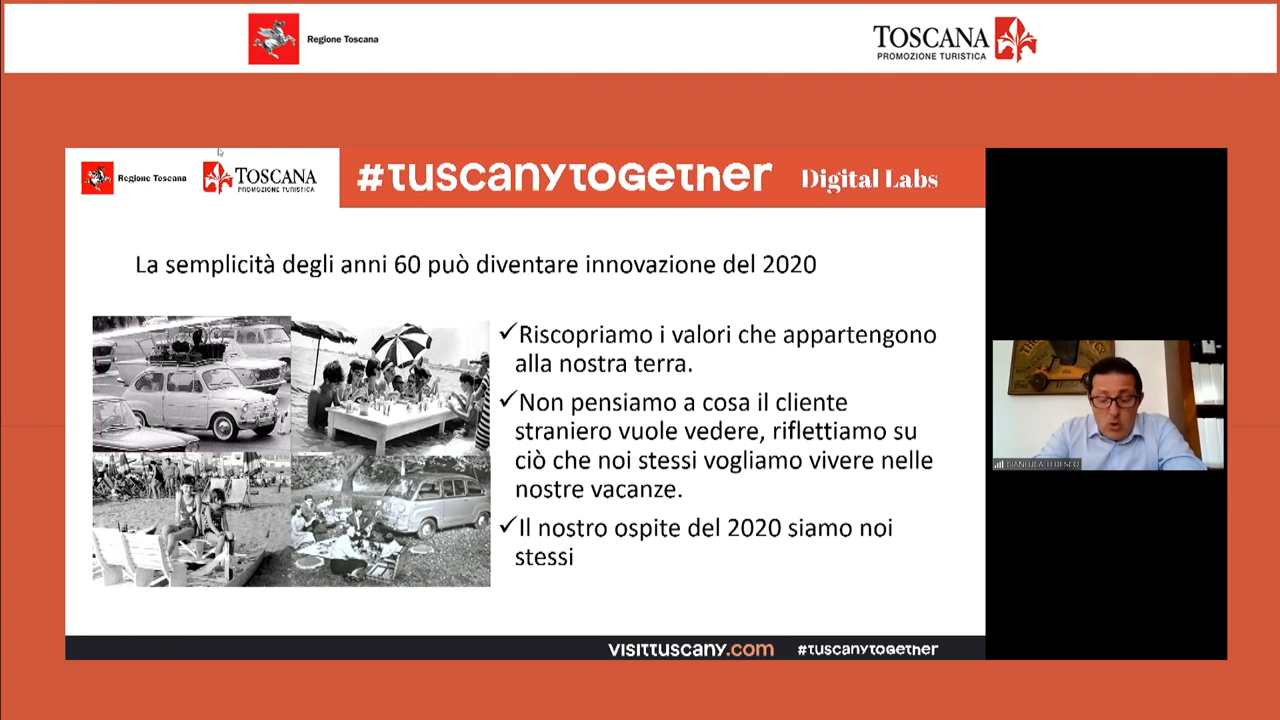 Regione Toscana
TOSCANA
PROMOZIONE TURISTICA
Regione Toscana
TOSCANA
PROMOZIONE TURISTICA
#TUSCANYTOGETHER
Digital Labs
La semplicità degli anni 60 può diventare innovazione del 2020
✓Riscopriamo i valori che appartengono
alla nostra terra.
✓Non pensiamo a cosa il cliente
straniero vuole vedere, riflettiamo su
ciò che noi stessi vogliamo vivere nelle
nostre vacanze.
✓Il nostro ospite del 2020 siamo noi
stessi
GIANLUCA TEDESCO
VISITTUSCANY.COM
#TUSCANYTOGETHER